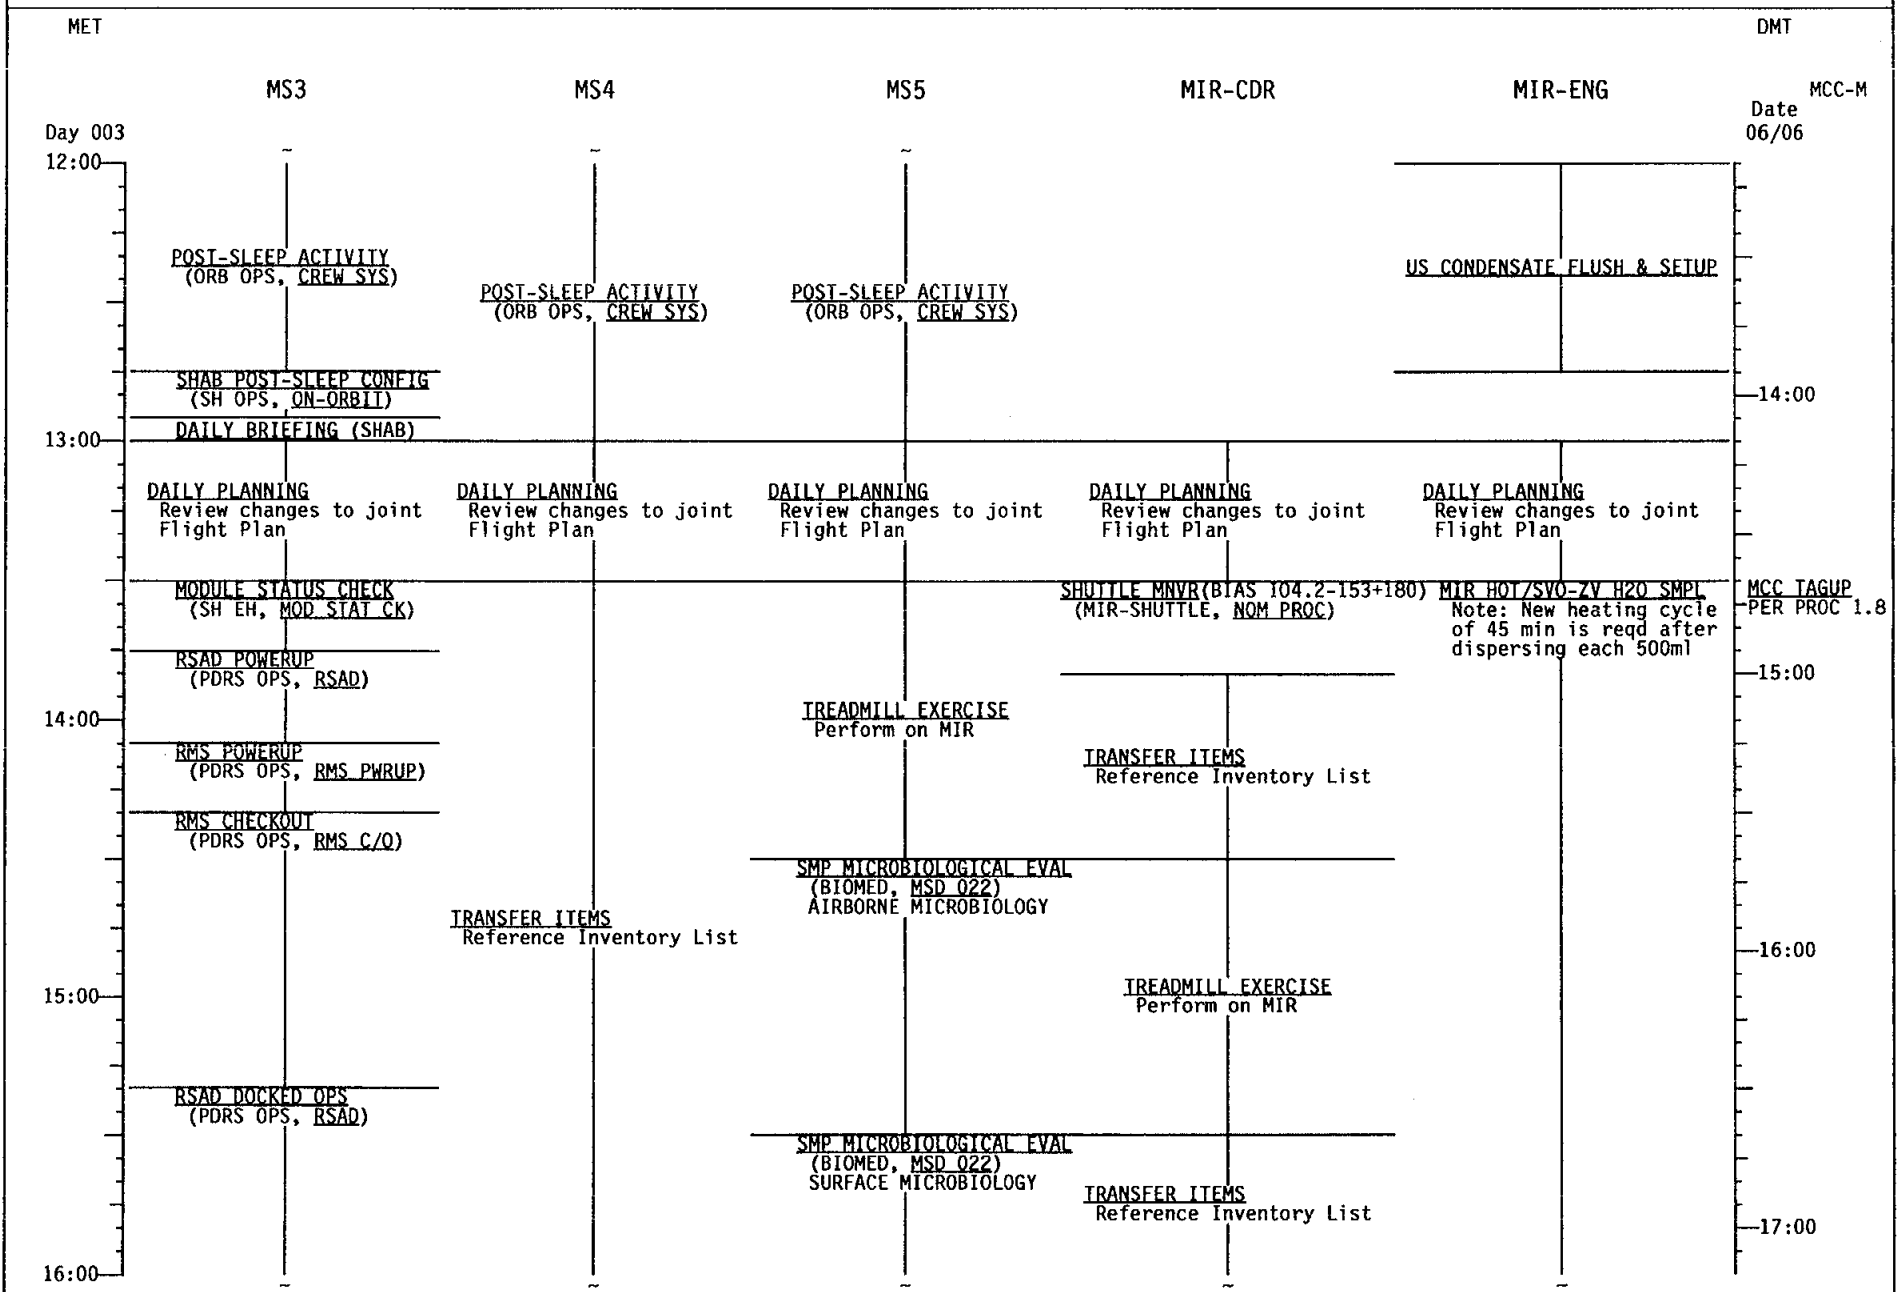 MET
DMT
MS3
MS4
MS5
MIR-CDR
MIR-ENG
MCC-M
Date
Day 003
06/06
~
~
~
12:00
POST-SLEEP ACTIVITY
(ORB OPS, CREW SYS)
US CONDENSATE FLUSH & SETUP
POST-SLEEP ACTIVITY
(ORB OPS, CREW SYS)
POST-SLEEP ACTIVITY
(ORB OPS, CREW SYS)
SHAB POST-SLEEP CONFIG
(SH OPS, ON-ORBIT)
14:00
DAILY BRIEFING (SHAB)
13:00
DAILY PLANNING
Review changes to joint
Flight Plan
DAILY PLANNING
Review changes to joint
Flight Plan
DAILY PLANNING
Review changes to joint
Flight Plan
DAILY PLANNING
Review changes to joint
Flight Plan
DAILY PLANNING
Review changes to joint
Flight Plan
MODULE STATUS CHECK
(SH EH, MOD STAT CK)
SHUTTLE MNVR(BIAS 104.2-153+180)
(MIR-SHUTTLE, NOM PROC)
MIR HOT/SVO-ZV H2O SMPL
Note: New heating cycle
of 45 min is reqd after
dispersing each 500ml
MCC TAGUP
PER PROC 1.8
RSAD POWERUP
(PDRS OPS, RSAD)
15:00
TREADMILL EXERCISE
Perform on MIR
14:00
RMS POWERUP
(PDRS OPS, RMS PWRUP)
TRANSFER ITEMS
Reference Inventory List
RMS CHECKOUT
(PDRS OPS, RMS C/O)
SMP MICROBIOLOGICAL EVAL
(BIOMED, MSD 022)
AIRBORNE MICROBIOLOGY
TRANSFER ITEMS
Reference Inventory List
16:00
TREADMILL EXERCISE
Perform on MIR
15:00
RSAD DOCKED OPS
(PDRS OPS, RSAD)
SMP MICROBIOLOGICAL EVAL
(BIOMED, MSD 022)
SURFACE MICROBIOLOGY
TRANSFER ITEMS
Reference Inventory List
17:00
16:00
~
~
~
~
~